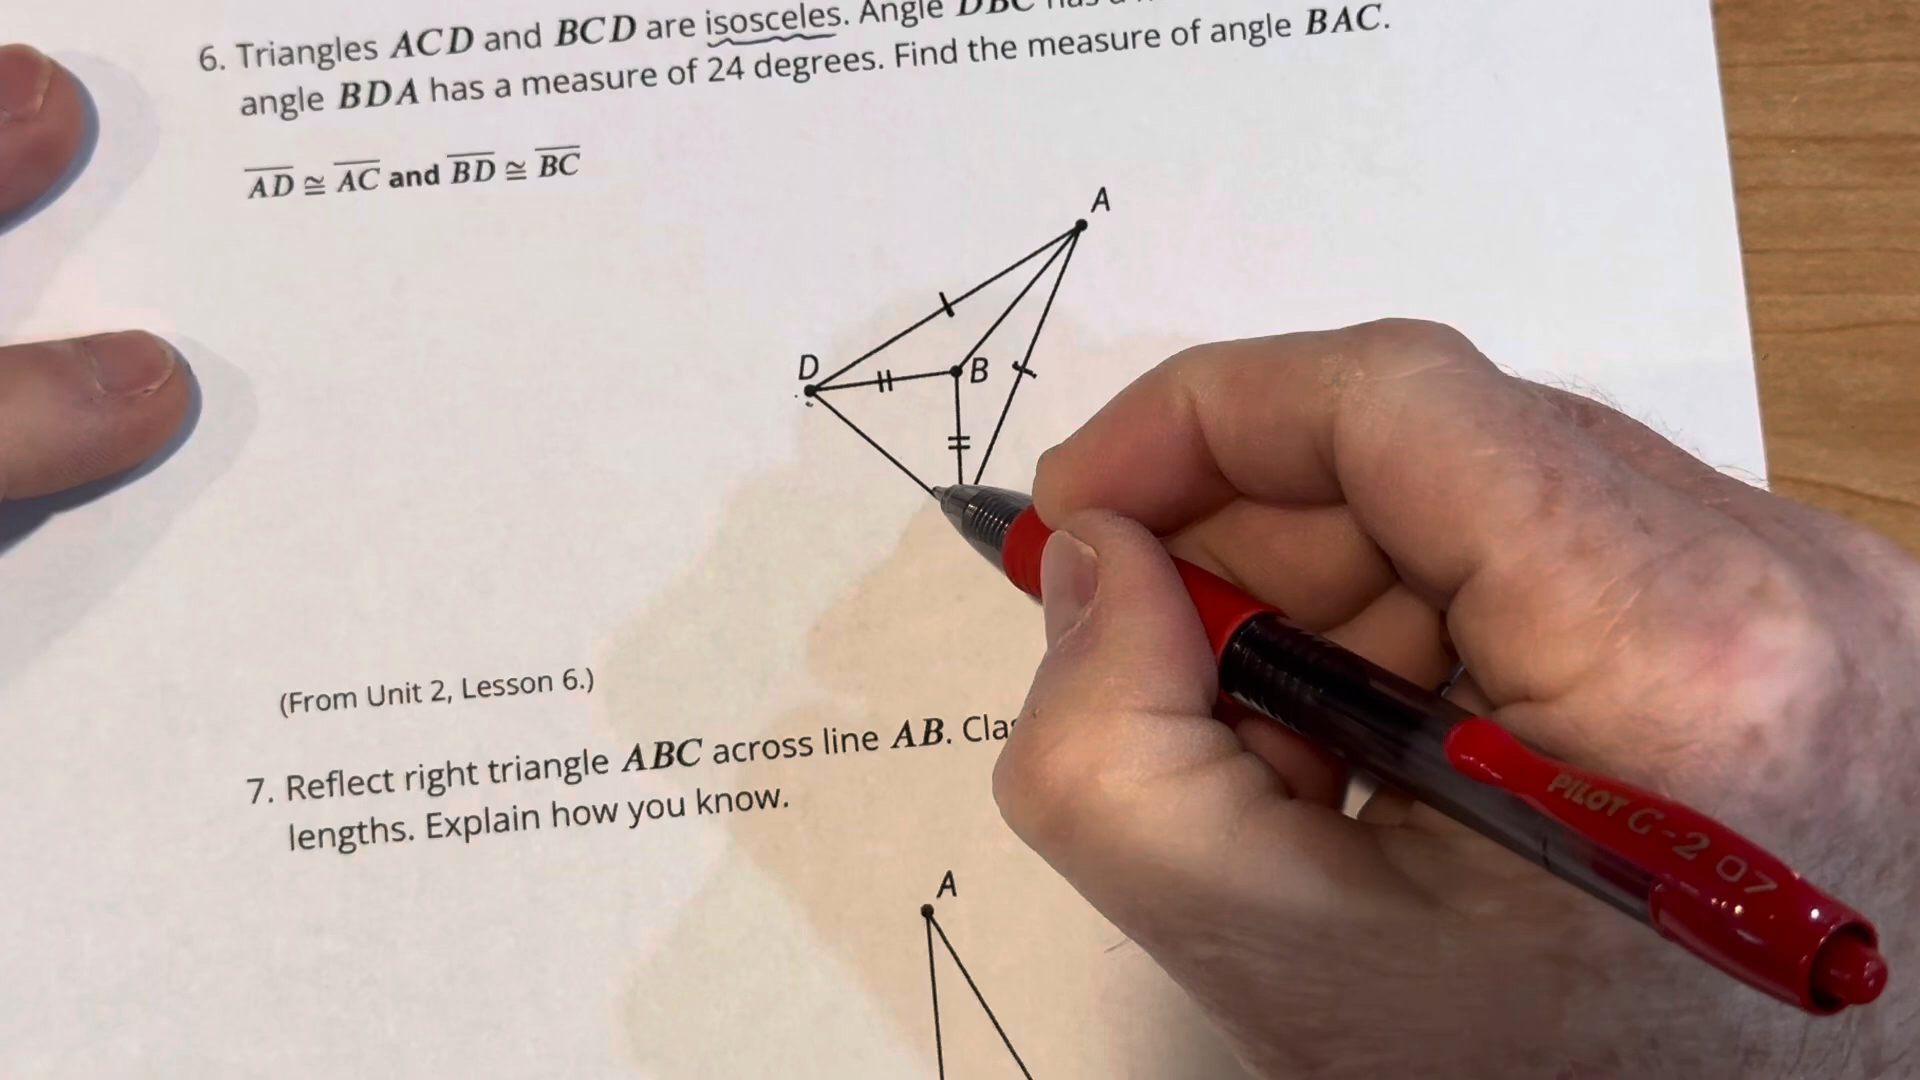 6. Triangles ACD and BCD are isosceles. Angle DBC has a
angle BDA has a measure of 24 degrees. Find the measure of angle BAC.
AD ≅ AC and BD ≅ BC
A
D
B
(From Unit 2, Lesson 6.)
7. Reflect right triangle ABC across line AB.
lengths. Explain how you know.
A
PILOT G-2 07